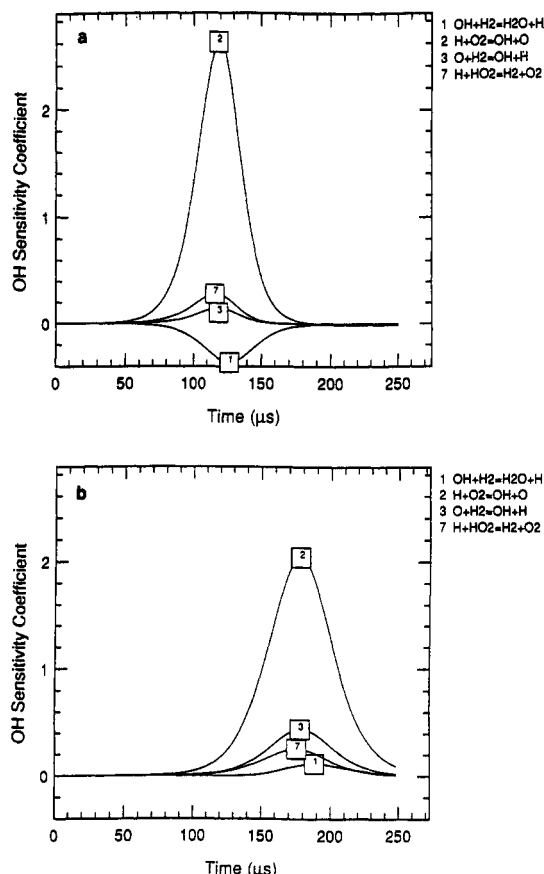 a
1 OH+H2=H2O+H
2 H+O2=OH+O
3 O+H2=OH+H
7 H+HO2=H2+O2
OH Sensitivity Coefficient
2
1
0
2
7
3
1
0 50 100 150 200 250
Time (µs)
b
1 OH+H2=H2O+H
2 H+O2=OH+O
3 O+H2=OH+H
7 H+HO2=H2+O2
OH Sensitivity Coefficient
2
1
0
2
3
7
1
0 50 100 150 200 250
Time (µs)